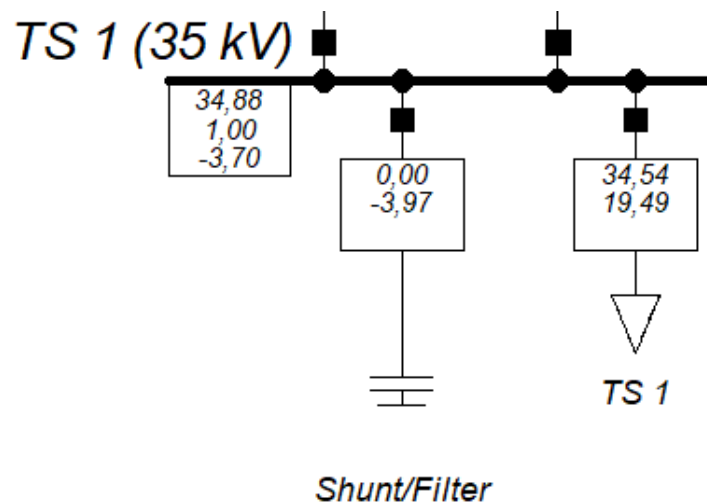 TS 1 (35 kV)
34,88
1,00
-3,70
0,00
-3,97
34,54
19,49
TS 1
Shunt/Filter